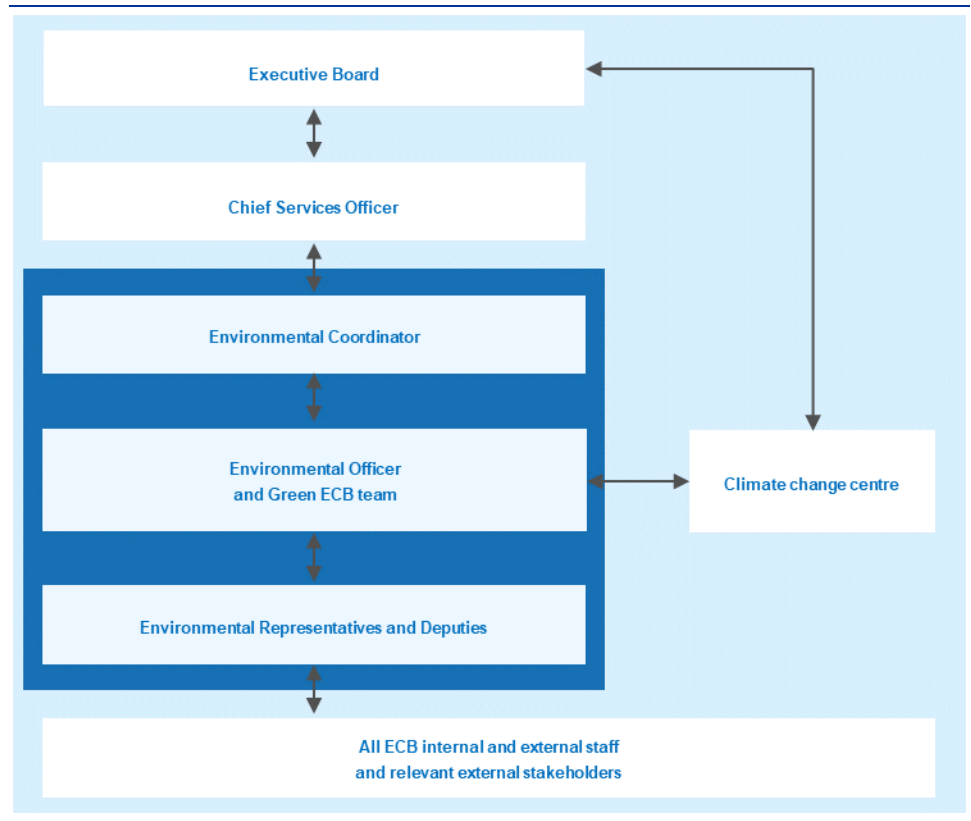 Executive Board
Chief Services Officer
Environmental Coordinator
Environmental Officer
and Green ECB team
Climate change centre
Environmental Representatives and Deputies
All ECB internal and external staff
and relevant external stakeholders